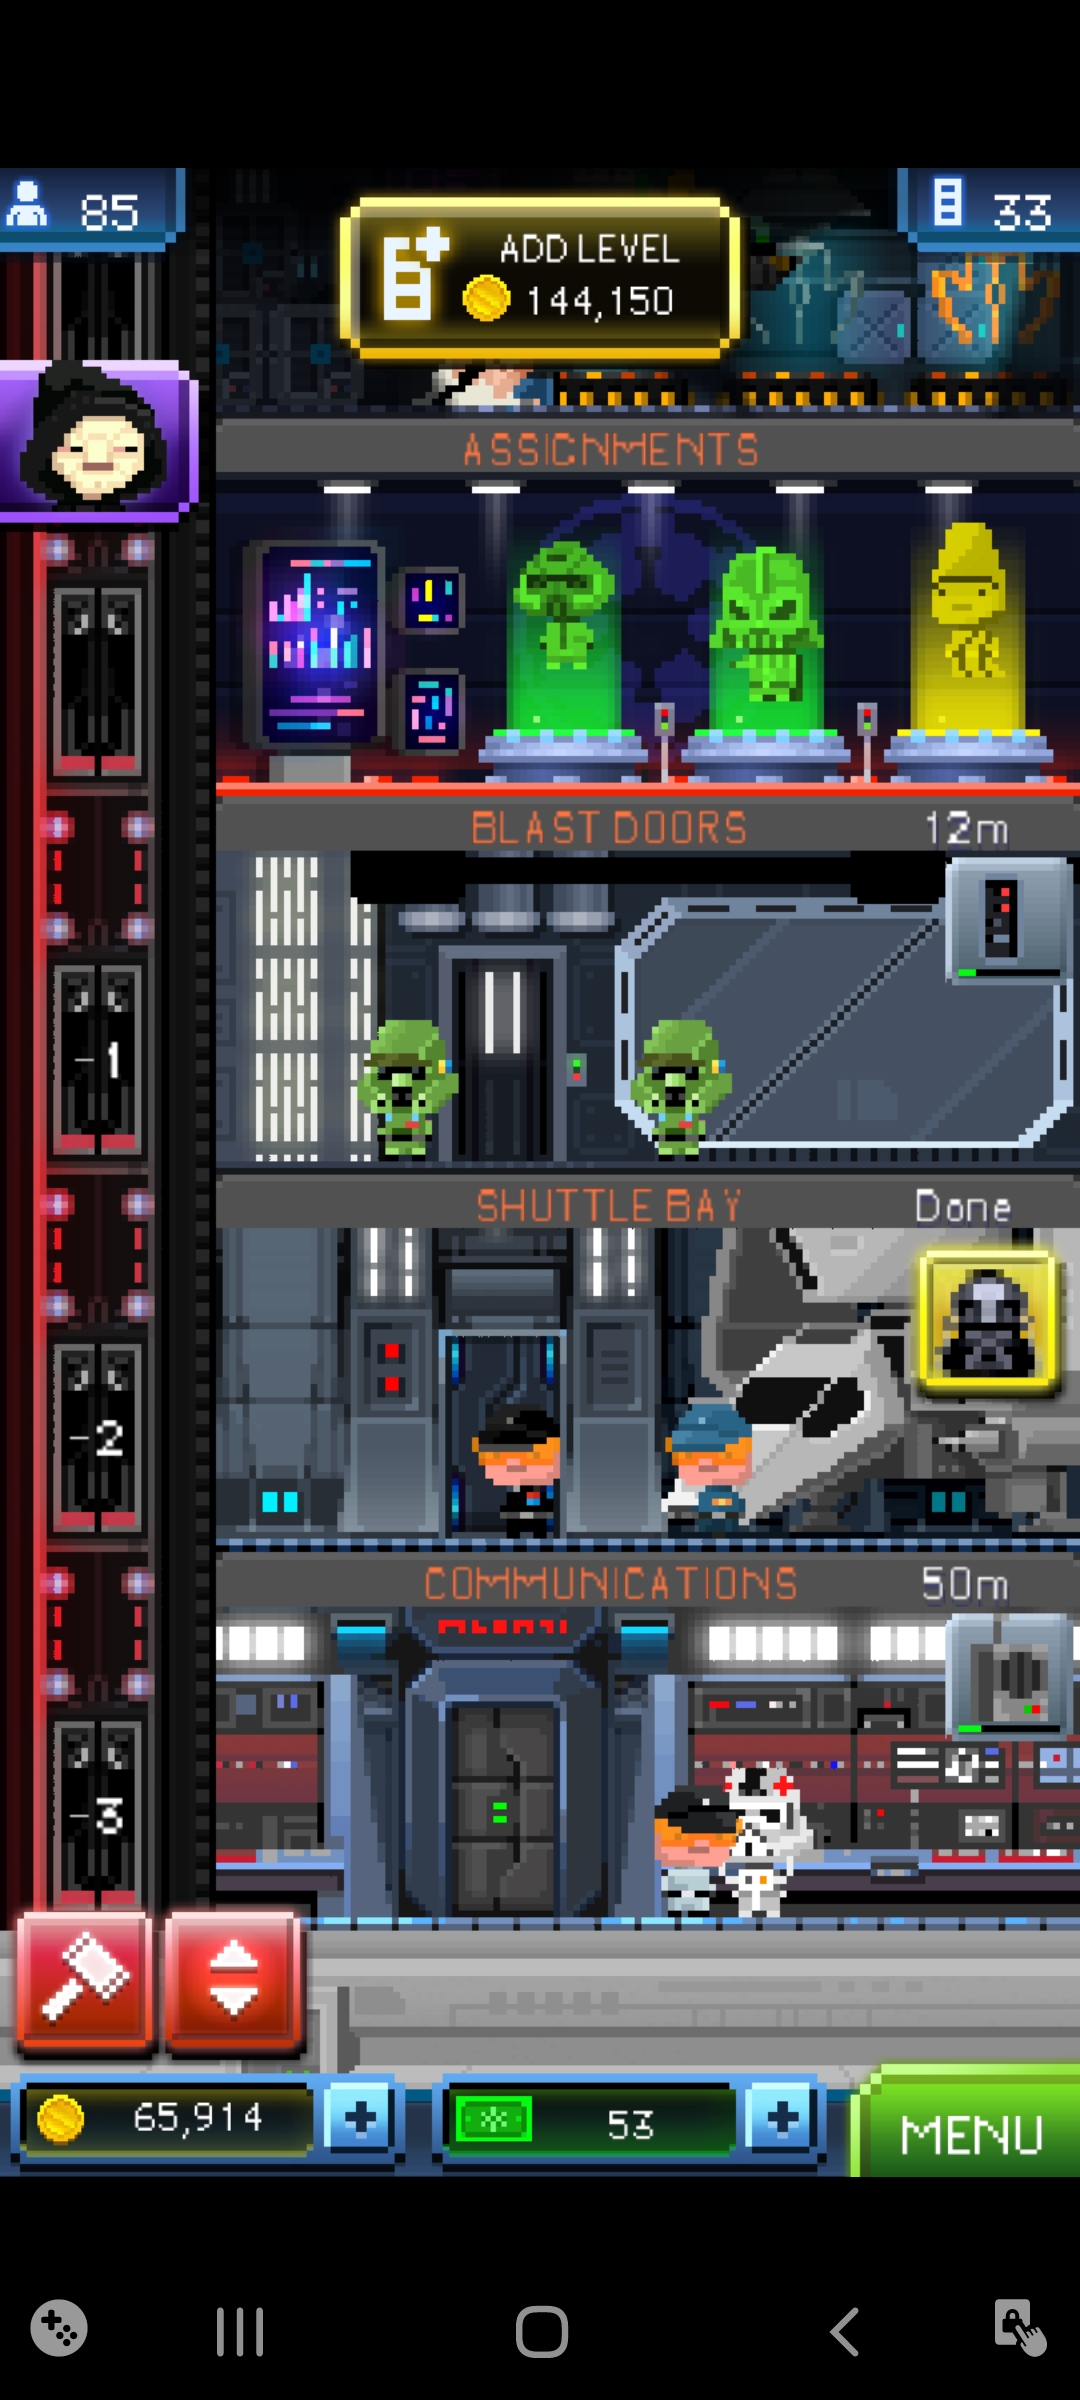 85
33
ADD LEVEL
144,150
ASSIGNMENTS
BLAST DOORS 12m
-1
SHUTTLE BAY Done
-2
COMMUNICATIONS 50m
-3
65,914
53
MENU